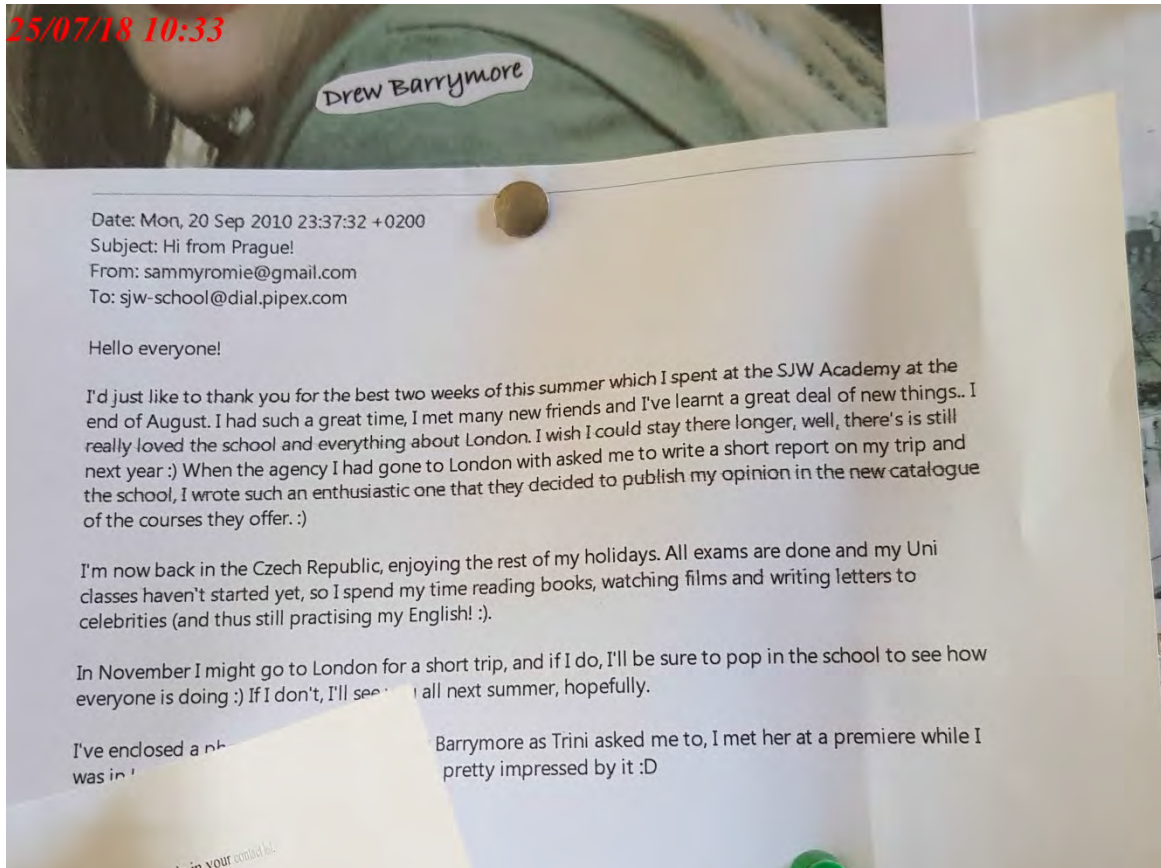 25/07/18 10:33
Drew Barrymore
Date: Mon, 20 Sep 2010 23:37:32 +0200
Subject: Hi from Prague!
From: sammyromie@gmail.com
To: sjw-school@dial.pipex.com
Hello everyone!
I'd just like to thank you for the best two weeks of this summer which I spent at the SJW Academy at the
end of August. I had such a great time, I met many new friends and I've learnt a great deal of new things.. I
really loved the school and everything about London. I wish I could stay there longer, well, there's is still
next year :) When the agency I had gone to London with asked me to write a short report on my trip and
the school, I wrote such an enthusiastic one that they decided to publish my opinion in the new catalogue
of the courses they offer. :)
I'm now back in the Czech Republic, enjoying the rest of my holidays. All exams are done and my Uni
classes haven't started yet, so I spend my time reading books, watching films and writing letters to
celebrities (and thus still practising my English! :).
In November I might go to London for a short trip, and if I do, I'll be sure to pop in the school to see how
everyone is doing :) If I don't, I'll see all next summer, hopefully.
I've enclosed a Barrymore as Trini asked me to, I met her at a premiere while I
was in pretty impressed by it :D
in your contact list.